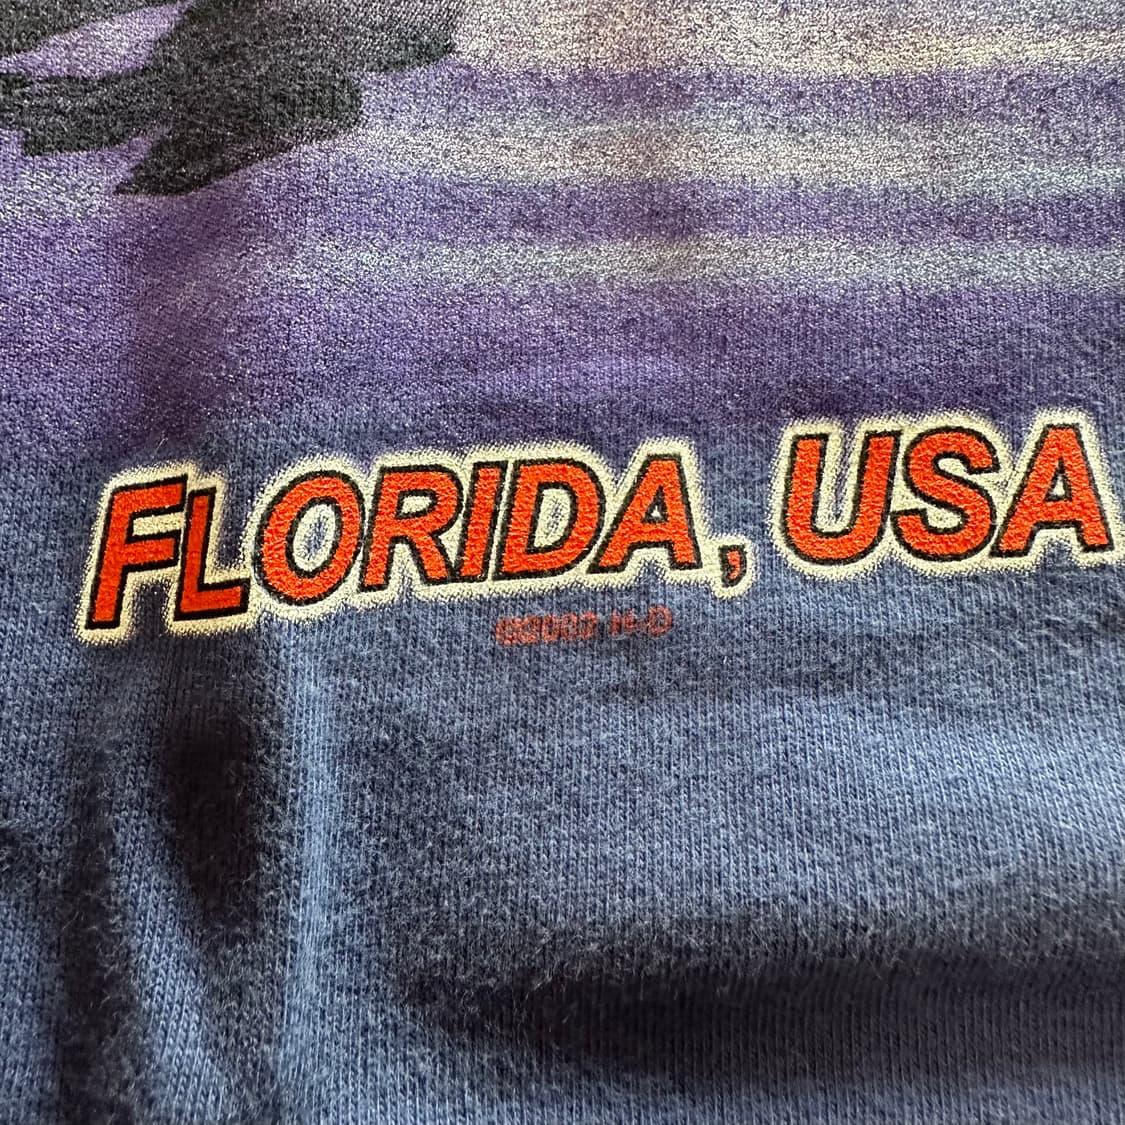 FLORIDA, USA
©2002 H-D